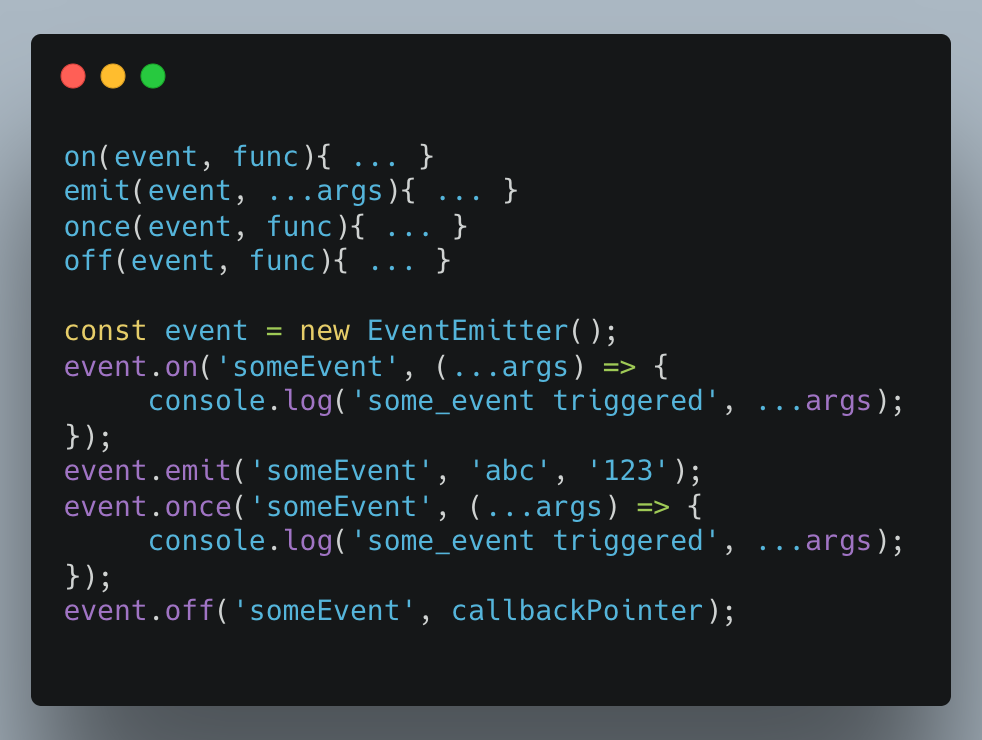 on(event, func){ ... }
emit(event, ...args){ ... }
once(event, func){ ... }
off(event, func){ ... }

const event = new EventEmitter();
event.on('someEvent', (...args) => {
     console.log('some_event triggered', ...args);
});
event.emit('someEvent', 'abc', '123');
event.once('someEvent', (...args) => {
     console.log('some_event triggered', ...args);
});
event.off('someEvent', callbackPointer);